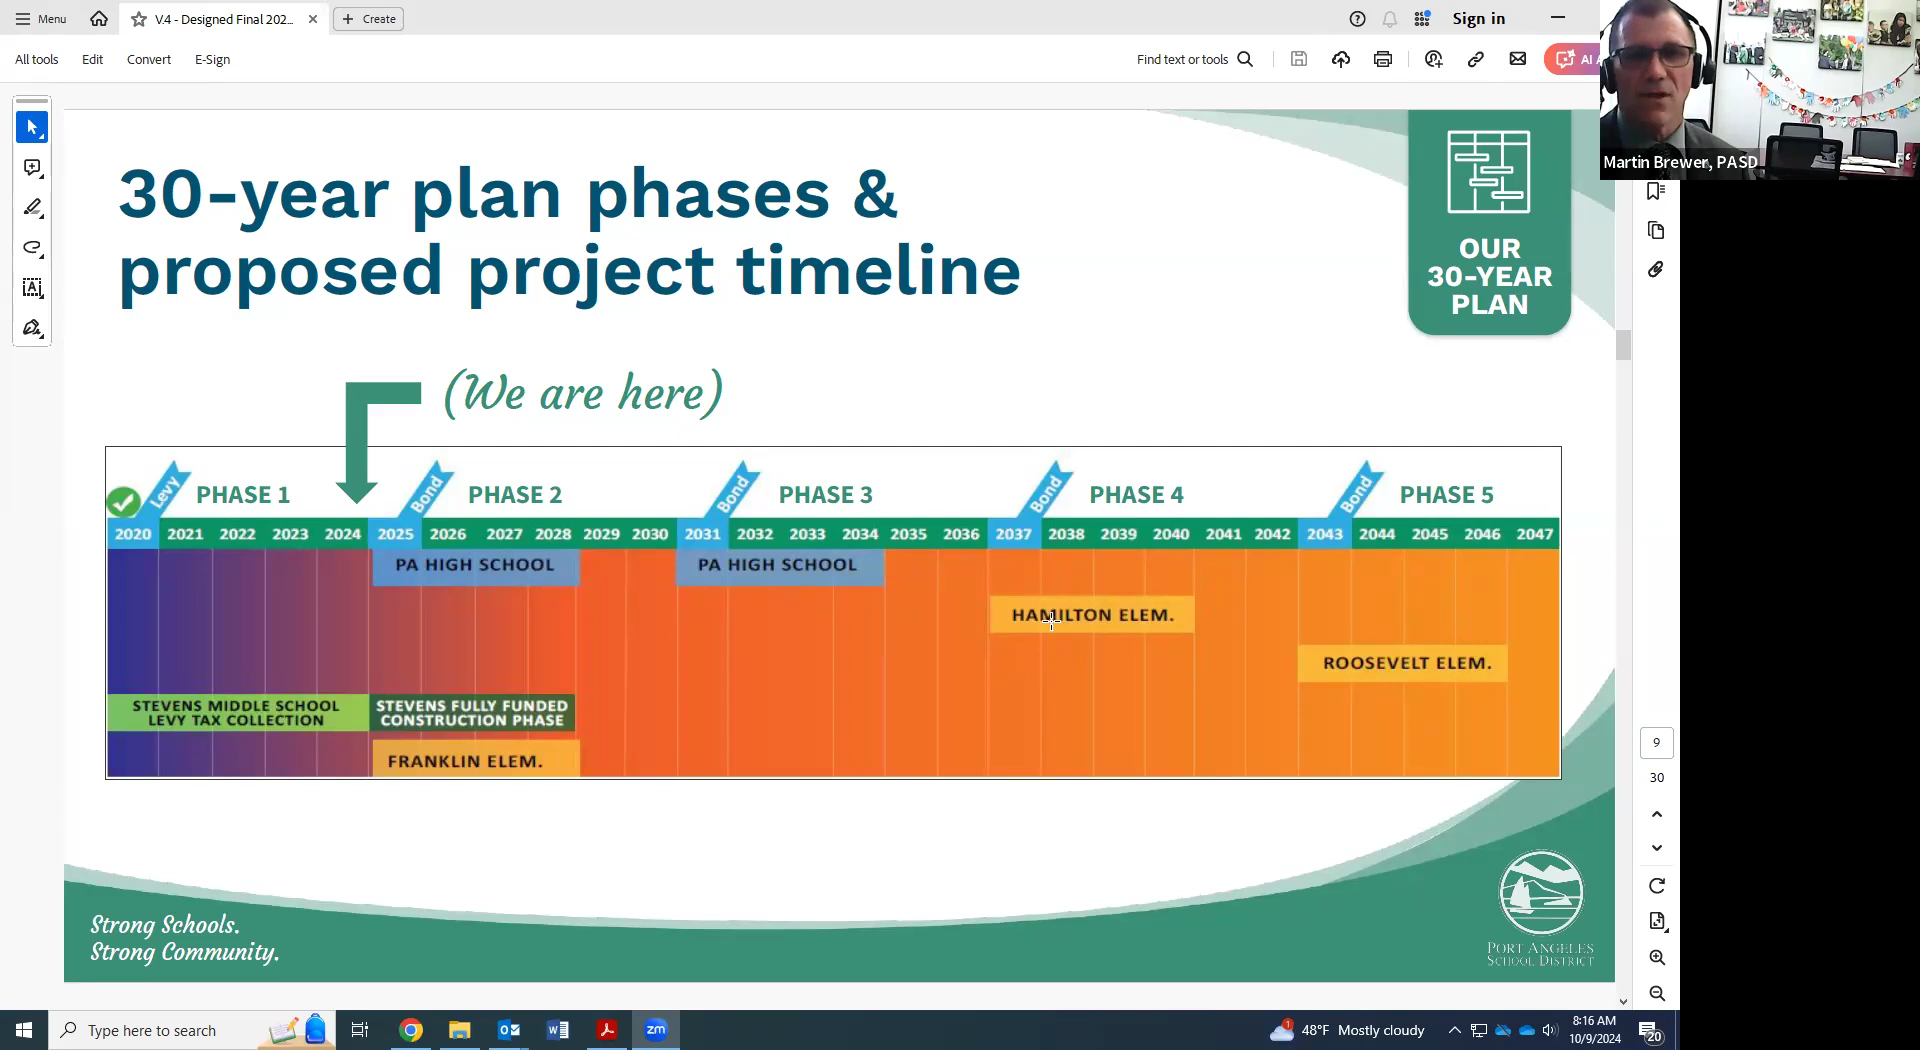 Menu
V.4 - Designed Final 202...
Create
Sign in
All tools
Edit
Convert
E-Sign
Find text or tools
AI
Martin Brewer, PASD
30-year plan phases &
proposed project timeline
OUR
30-YEAR
PLAN
(We are here)
Levy
PHASE 1
Bond
PHASE 2
Bond
PHASE 3
Bond
PHASE 4
Bond
PHASE 5
2020 2021 2022 2023 2024 2025 2026 2027 2028 2029 2030 2031 2032 2033 2034 2035 2036 2037 2038 2039 2040 2041 2042 2043 2044 2045 2046 2047
PA HIGH SCHOOL
PA HIGH SCHOOL
HAMILTON ELEM.
ROOSEVELT ELEM.
STEVENS MIDDLE SCHOOL
LEVY TAX COLLECTION
STEVENS FULLY FUNDED
CONSTRUCTION PHASE
FRANKLIN ELEM.
9
30
Strong Schools.
Strong Community.
PORT ANGELES
SCHOOL DISTRICT
Type here to search
zm
1
48°F Mostly cloudy
8:16 AM
10/9/2024
20